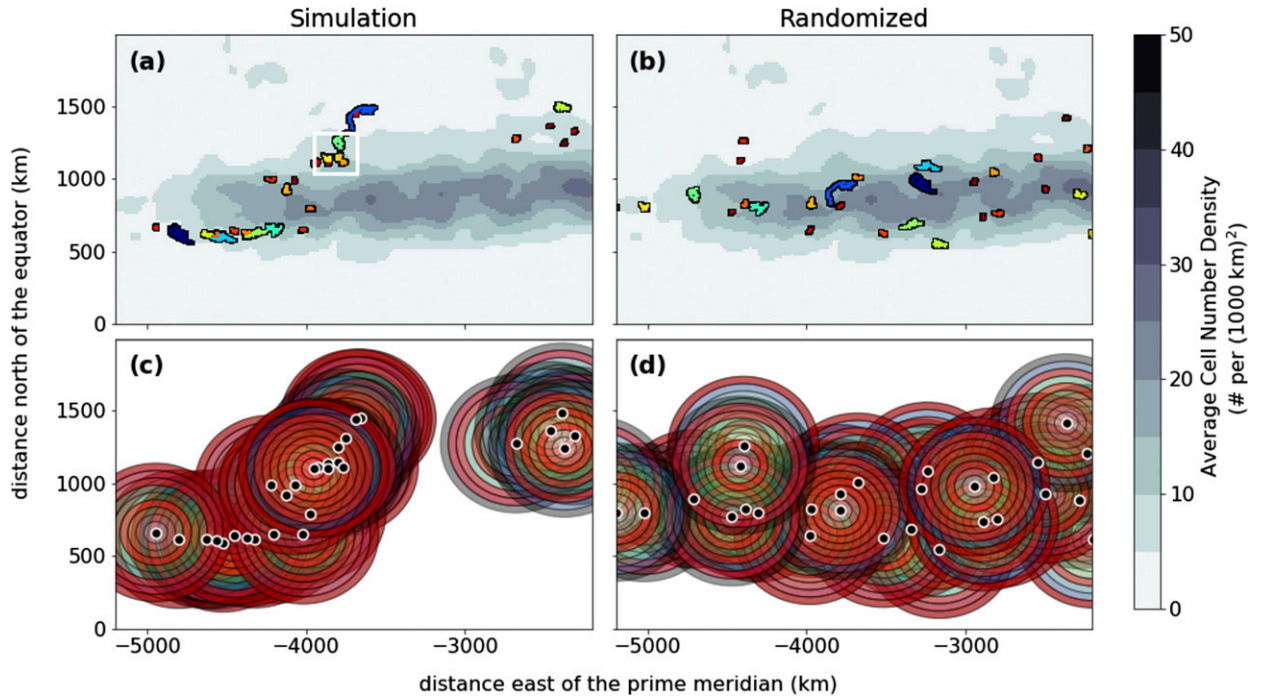 Simulation
Randomized
(a)
(b)
1500
1000
500
0
(c)
(d)
1500
1000
500
0
−5000
−4000
−3000
−5000
−4000
−3000
distance north of the equator (km)
distance east of the prime meridian (km)
50
40
30
20
10
0
Average Cell Number Density
(# per (1000 km)²)